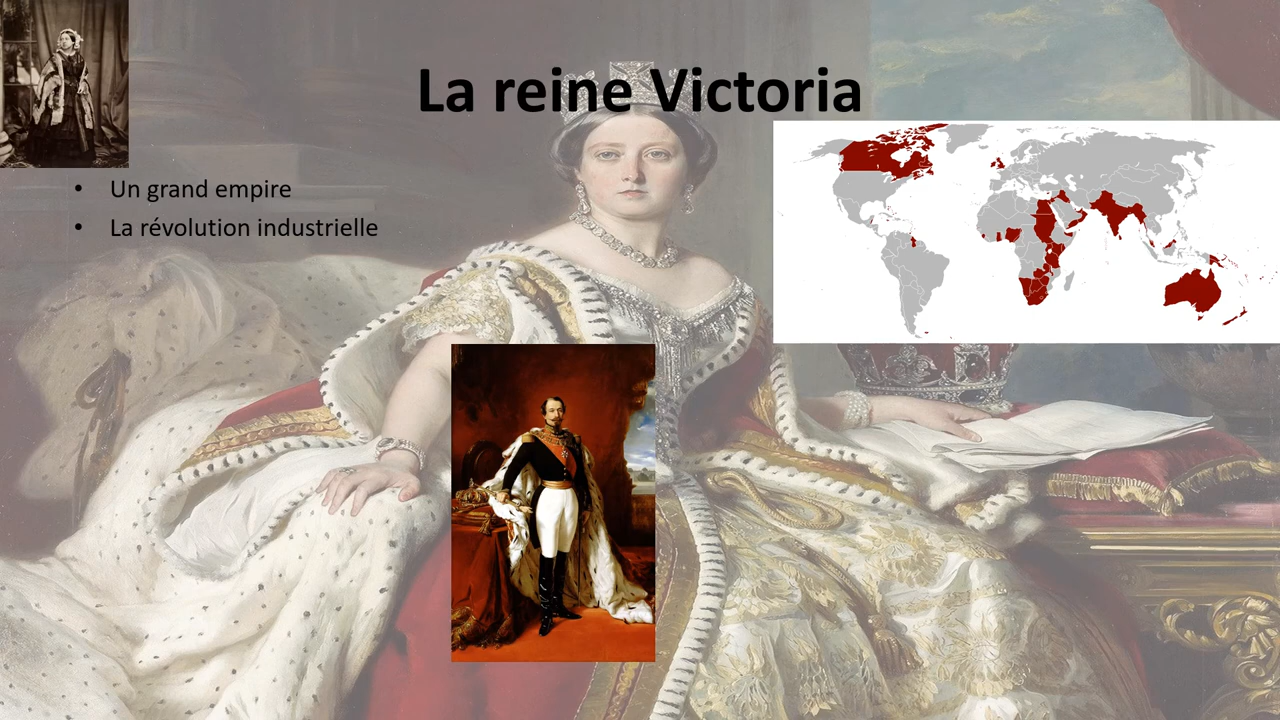 La reine Victoria
• Un grand empire
• La révolution industrielle